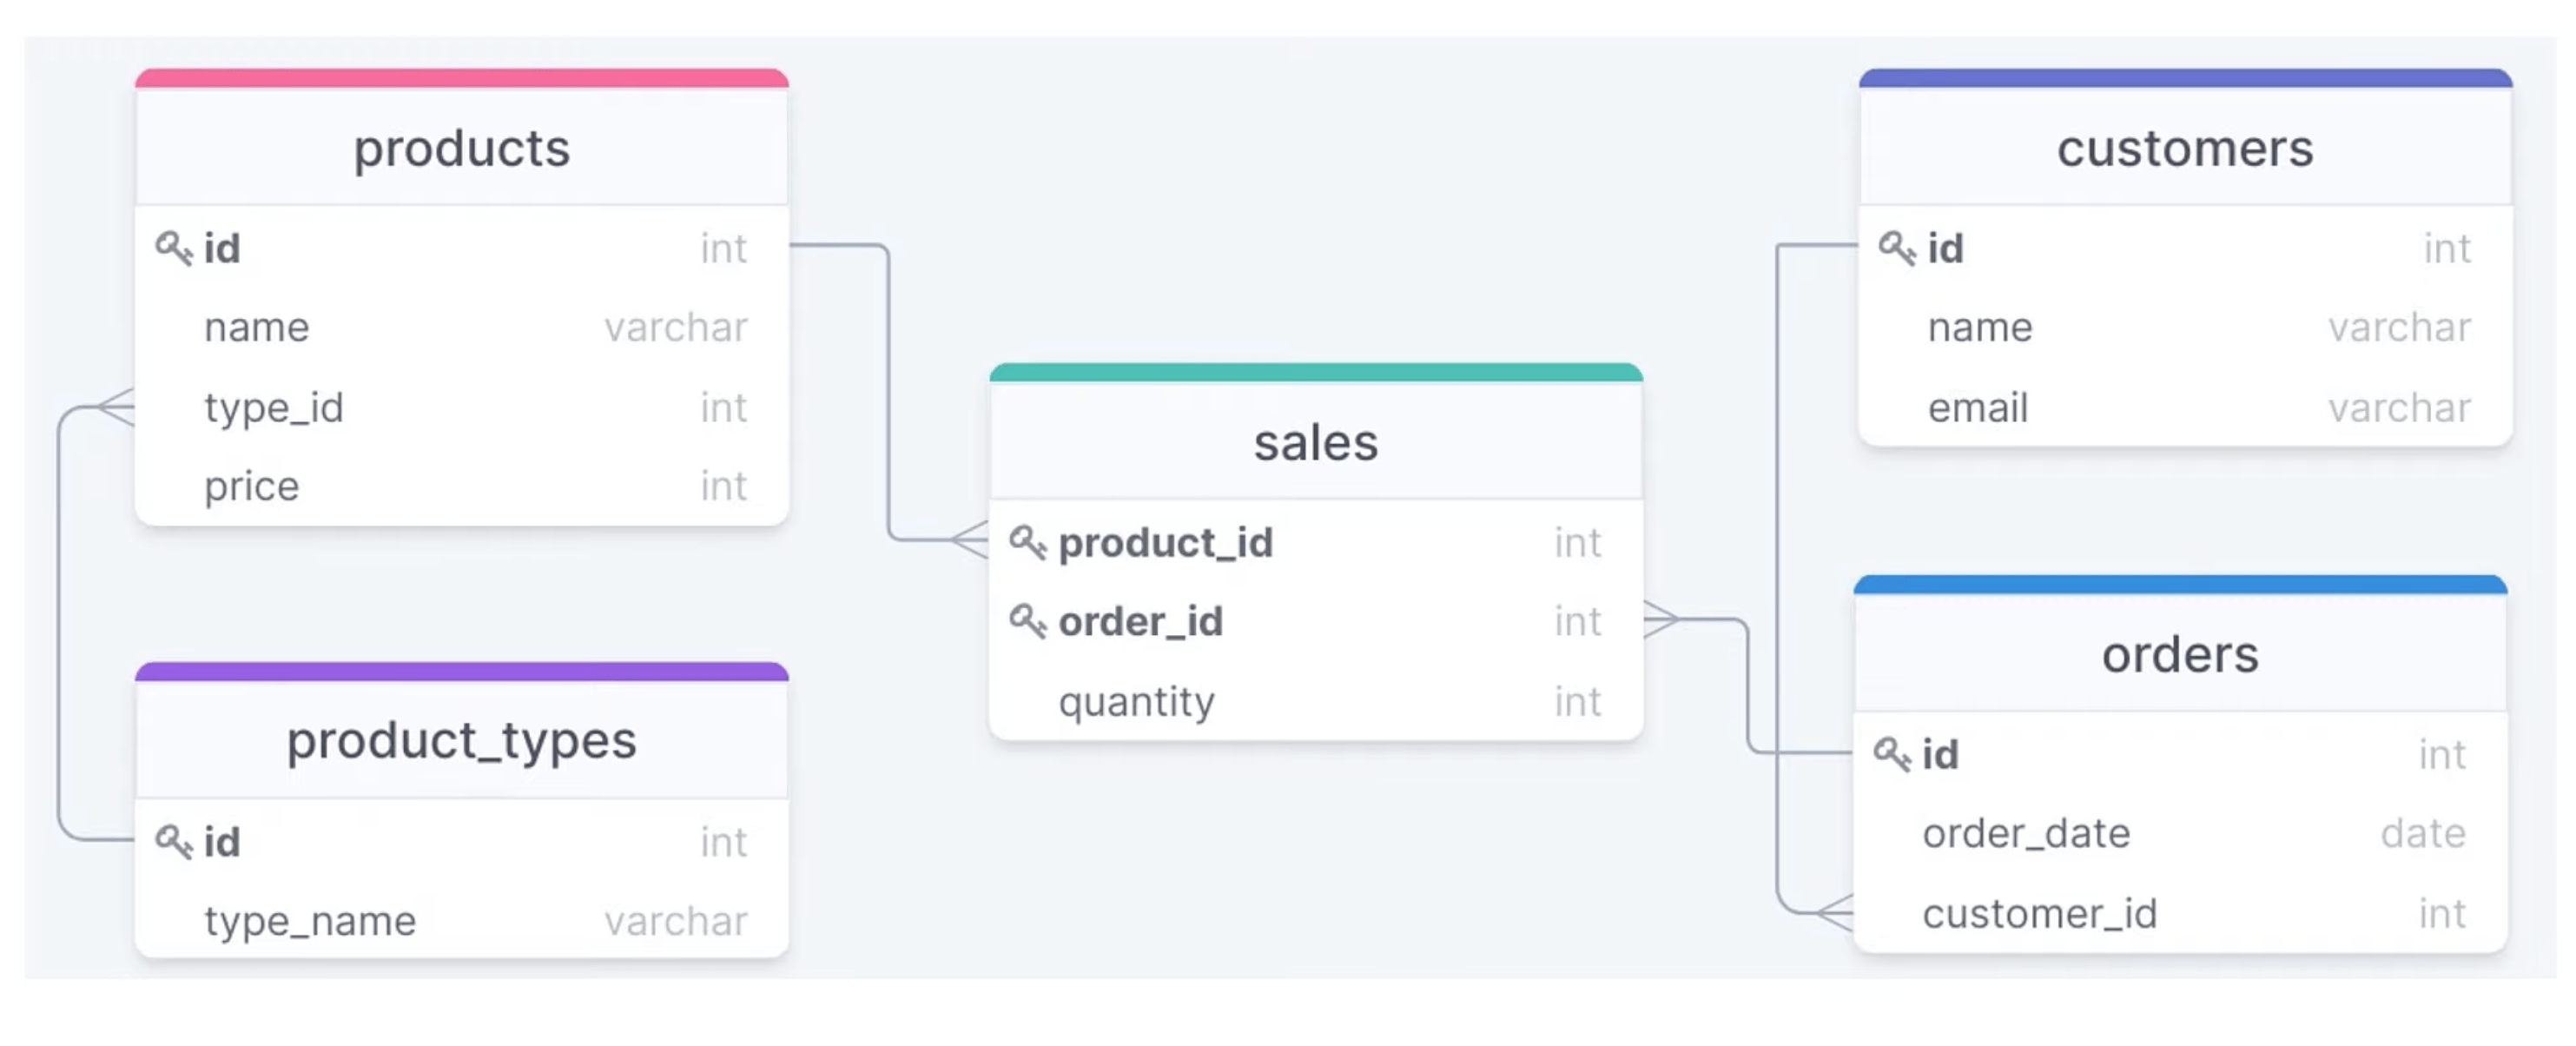 products
id int
name varchar
type_id int
price int
product_types
id int
type_name varchar
sales
product_id int
order_id int
quantity int
customers
id int
name varchar
email varchar
orders
id int
order_date date
customer_id int